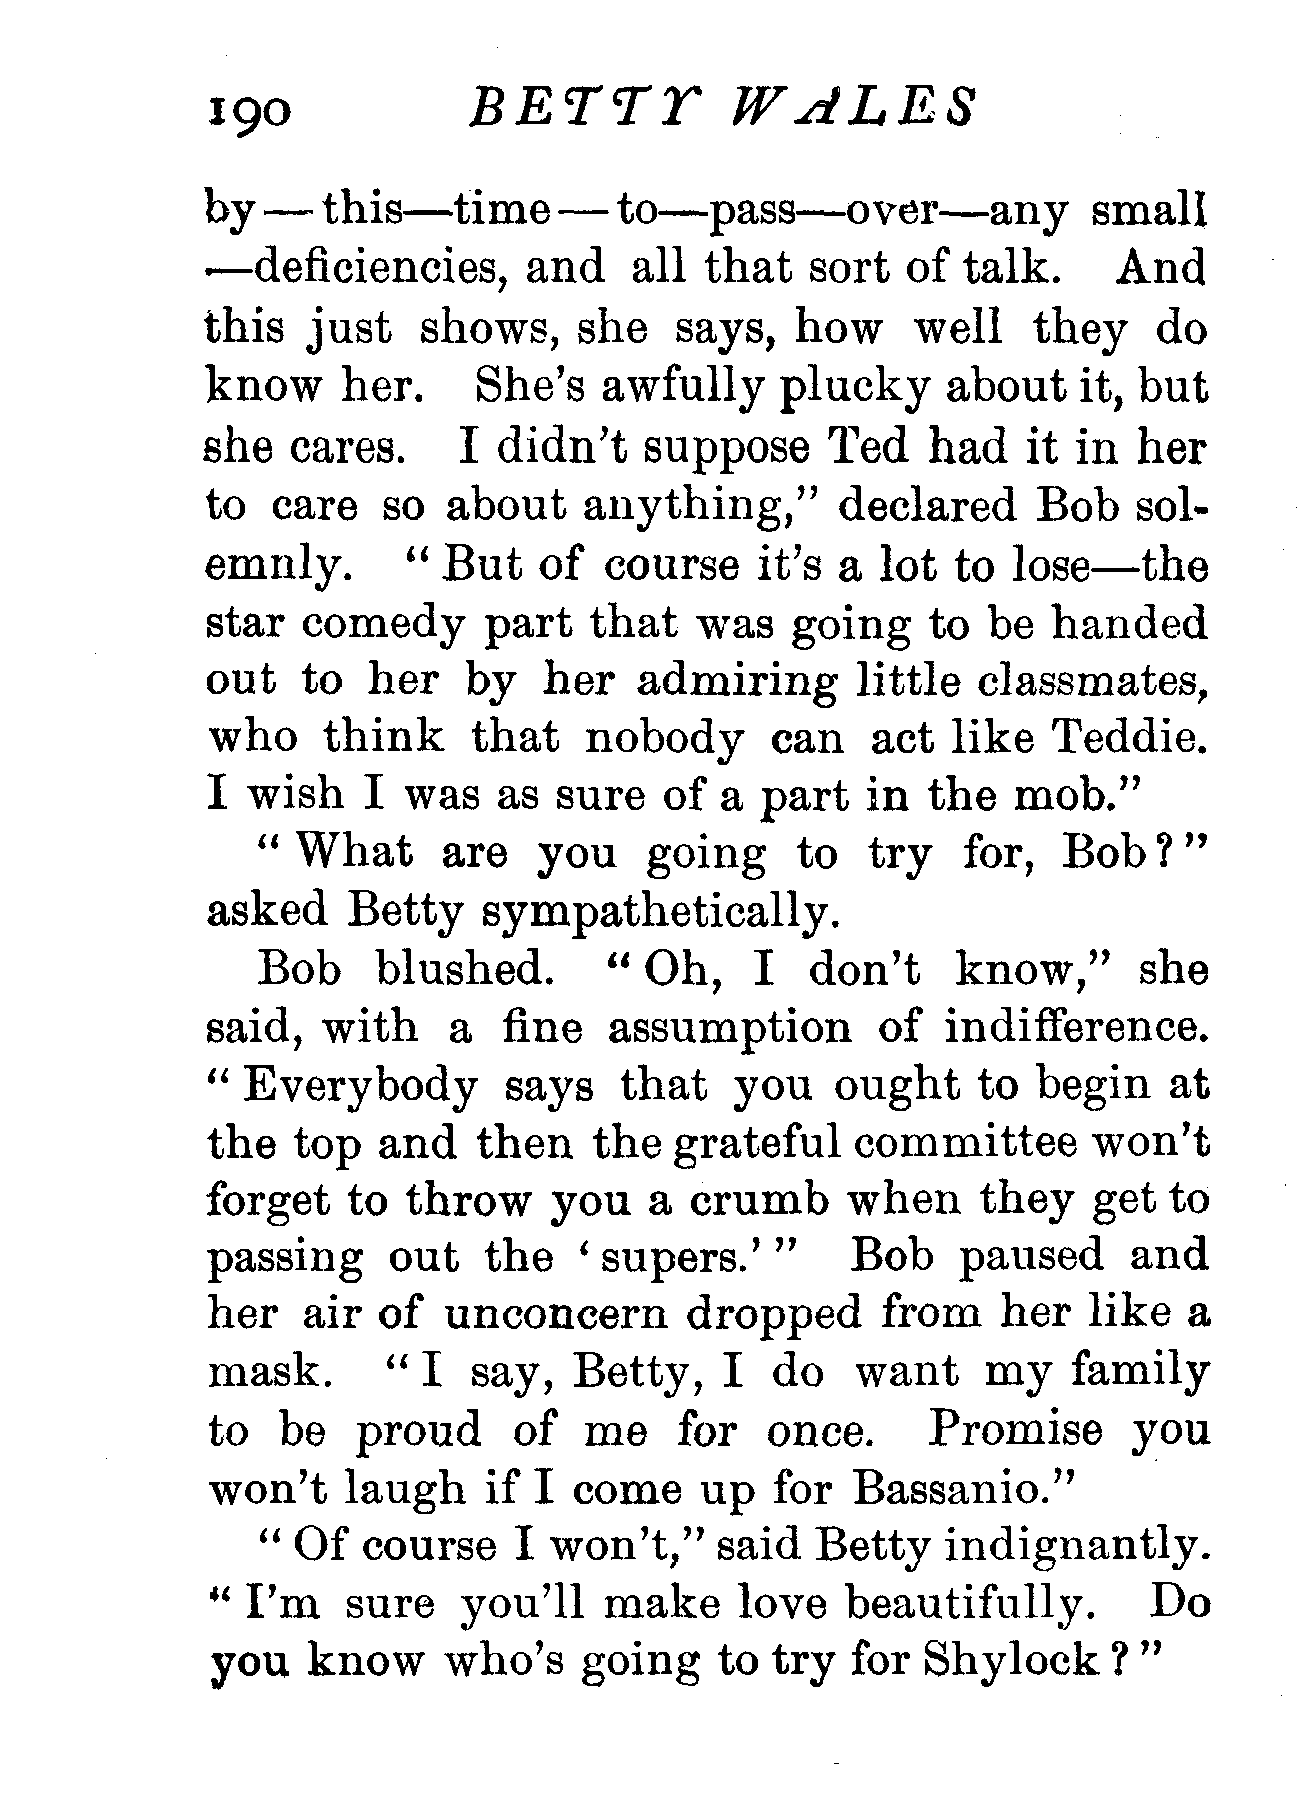 190 BETTY WALES
by—this—time—to—pass—over—any small
—deficiencies, and all that sort of talk. And
this just shows, she says, how well they do
know her. She's awfully plucky about it, but
she cares. I didn't suppose Ted had it in her
to care so about anything,” declared Bob sol-
emnly. “ But of course it's a lot to lose—the
star comedy part that was going to be handed
out to her by her admiring little classmates,
who think that nobody can act like Teddie.
I wish I was as sure of a part in the mob.”
“ What are you going to try for, Bob ? ”
asked Betty sympathetically.
Bob blushed. “ Oh, I don't know,” she
said, with a fine assumption of indifference.
“ Everybody says that you ought to begin at
the top and then the grateful committee won't
forget to throw you a crumb when they get to
passing out the ‘ supers.’ ” Bob paused and
her air of unconcern dropped from her like a
mask. “ I say, Betty, I do want my family
to be proud of me for once. Promise you
won't laugh if I come up for Bassanio.”
“ Of course I won't,” said Betty indignantly.
“ I'm sure you'll make love beautifully. Do
you know who's going to try for Shylock ? ”